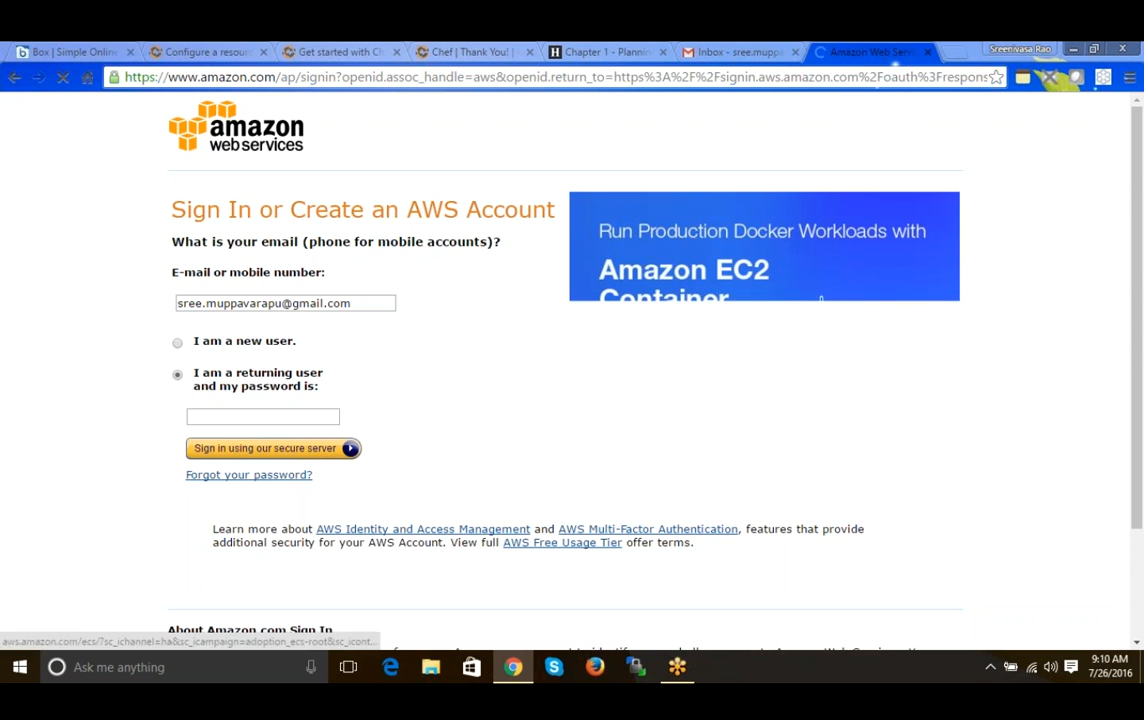 Box | Simple Online
Configure a resour
Get started with Ch
Chef | Thank You! |
Chapter 1 - Plannin
Inbox - sree.mupp
Amazon Web Serv
Sreenivasa Rao
https://www.amazon.com/ap/signin?openid.assoc_handle=aws&openid.return_to=https%3A%2F%2Fsignin.aws.amazon.com%2Foauth%3Frespons
amazon
webservices
Sign In or Create an AWS Account
What is your email (phone for mobile accounts)?
E-mail or mobile number:
sree.muppavarapu@gmail.com
I am a new user.
I am a returning user
and my password is:
Sign in using our secure server
Forgot your password?
Run Production Docker Workloads with
Amazon EC2
Container
Learn more about AWS Identity and Access Management and AWS Multi-Factor Authentication, features that provide
additional security for your AWS Account. View full AWS Free Usage Tier offer terms.
About Amazon.com Sign In
aws.amazon.com/ecs/?sc_ichannel=ha&sc_icampaign=adoption_ecs-root&sc_icont...
Ask me anything
9:10 AM
7/26/2016